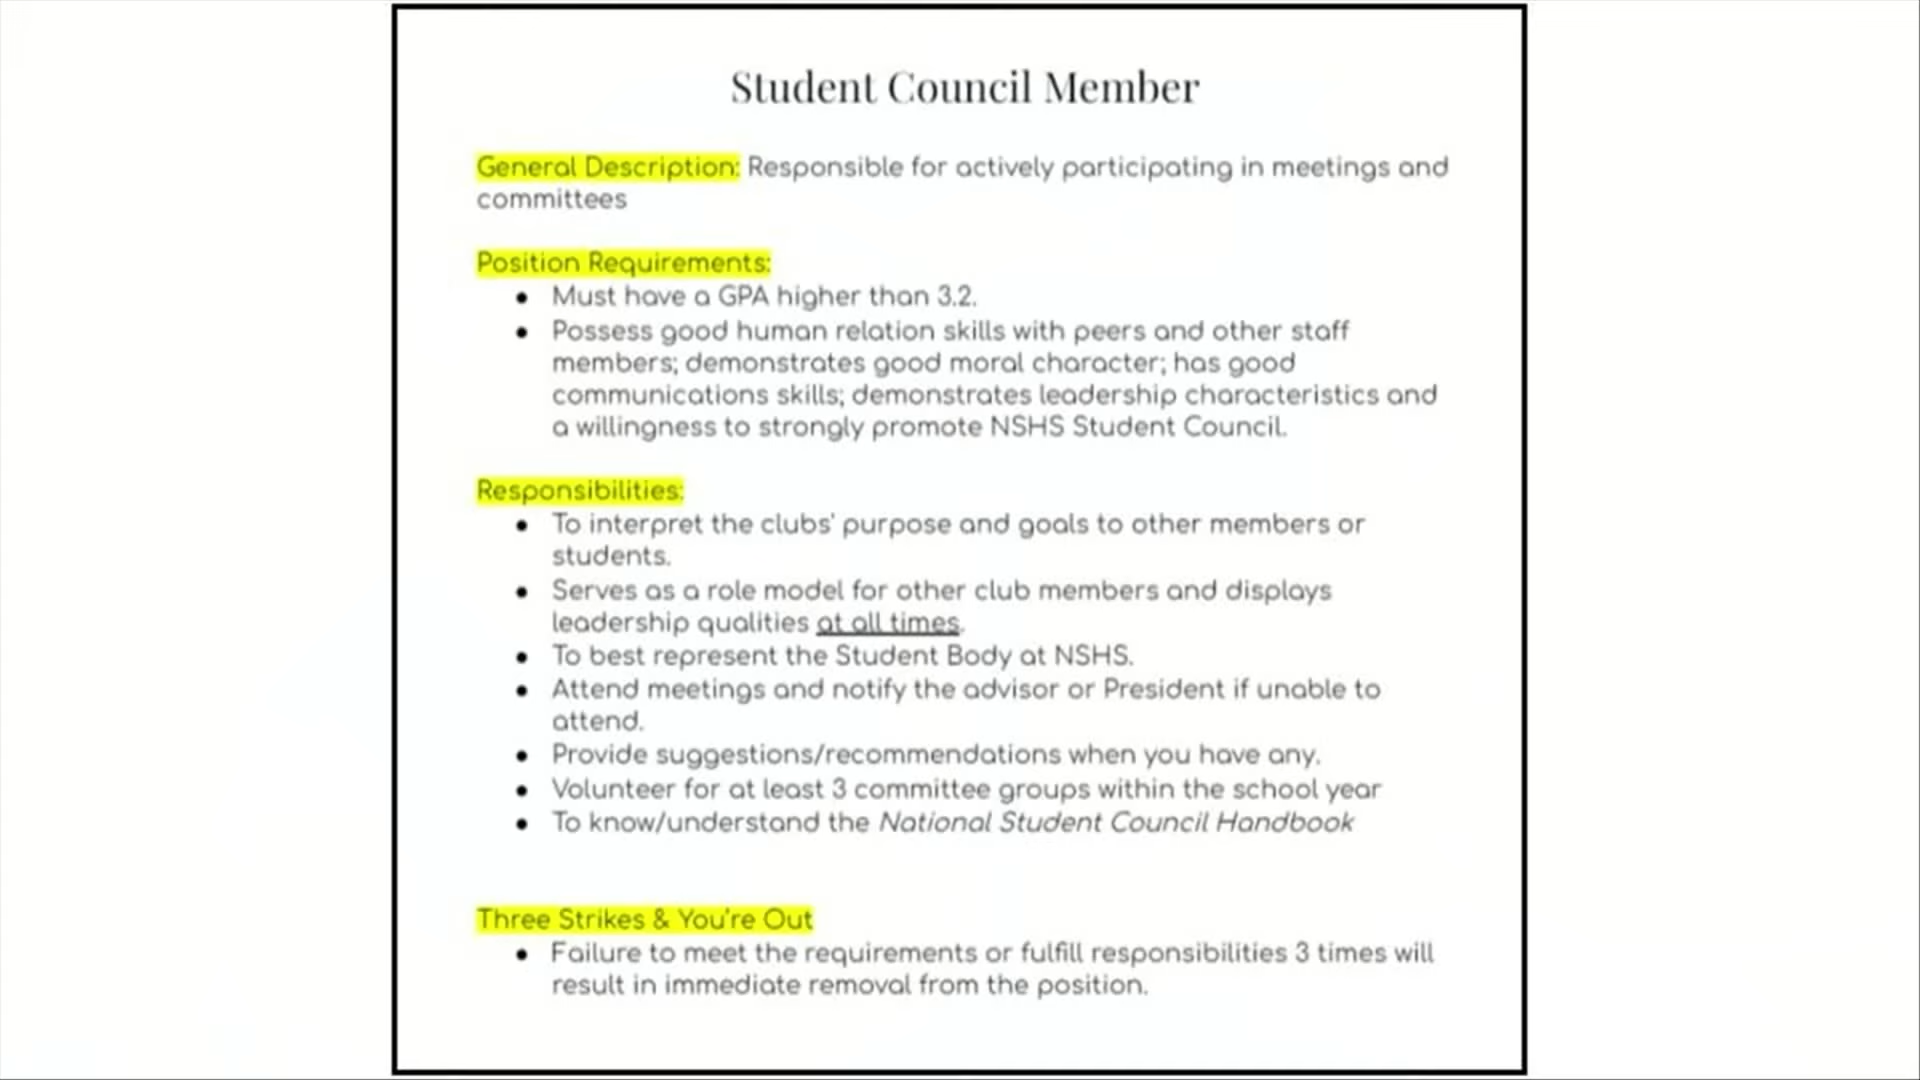 Student Council Member
General Description: Responsible for actively participating in meetings and
committees
Position Requirements:
● Must have a GPA higher than 3.2.
● Possess good human relation skills with peers and other staff
members; demonstrates good moral character; has good
communications skills; demonstrates leadership characteristics and
a willingness to strongly promote NSHS Student Council.
Responsibilities:
● To interpret the clubs' purpose and goals to other members or
students.
● Serves as a role model for other club members and displays
leadership qualities at all times.
● To best represent the Student Body at NSHS.
● Attend meetings and notify the advisor or President if unable to
attend.
● Provide suggestions/recommendations when you have any.
● Volunteer for at least 3 committee groups within the school year
● To know/understand the National Student Council Handbook
Three Strikes & You're Out
● Failure to meet the requirements or fulfill responsibilities 3 times will
result in immediate removal from the position.